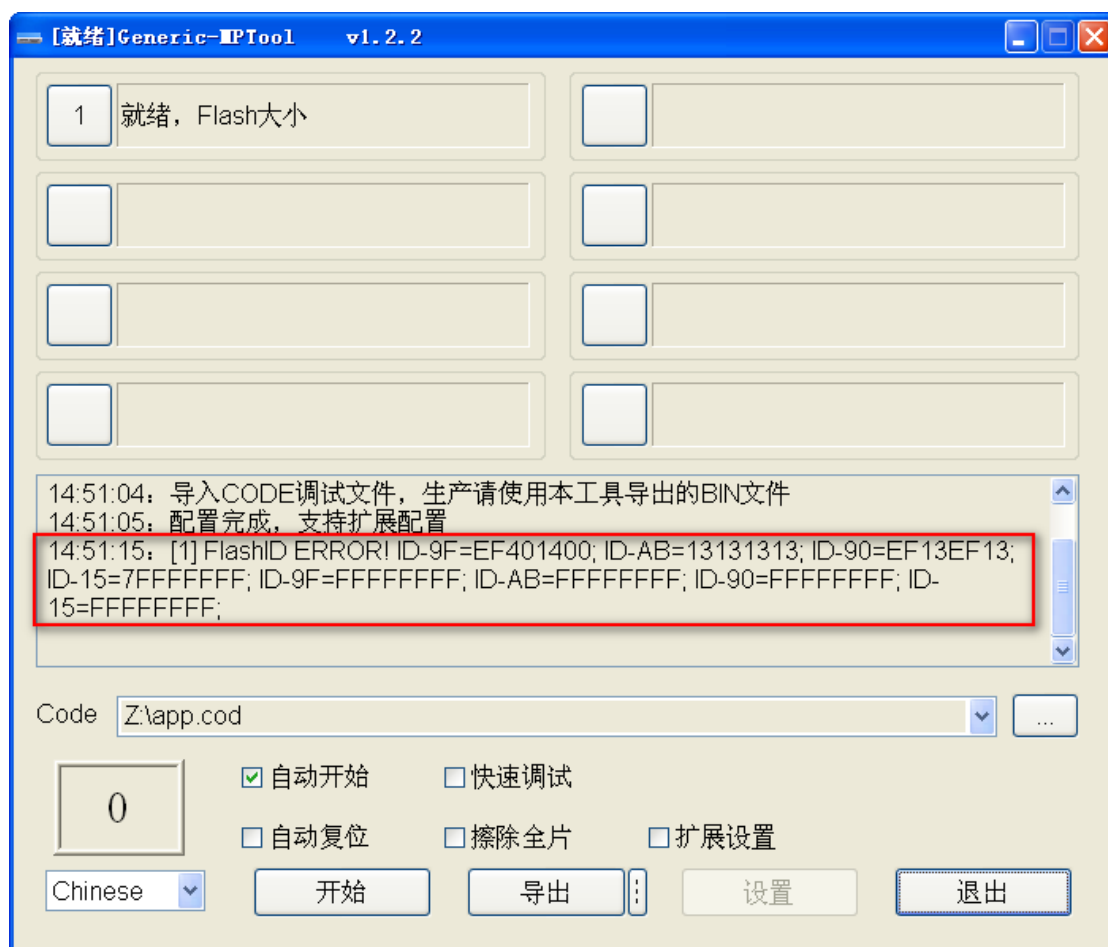 [就绪]Generic-MPTool v1.2.2
1 就绪，Flash大小
14:51:04：导入CODE调试文件，生产请使用本工具导出的BIN文件
14:51:05：配置完成，支持扩展配置
14:51:15：[1] FlashID ERROR! ID-9F=EF401400; ID-AB=13131313; ID-90=EF13EF13;
ID-15=7FFFFFFF; ID-9F=FFFFFFFF; ID-AB=FFFFFFFF; ID-90=FFFFFFFF; ID-
15=FFFFFFFF;
Code Z:\app.cod ...
0
自动开始 快速调试
自动复位 擦除全片 扩展设置
Chinese 开始 导出 设置 退出